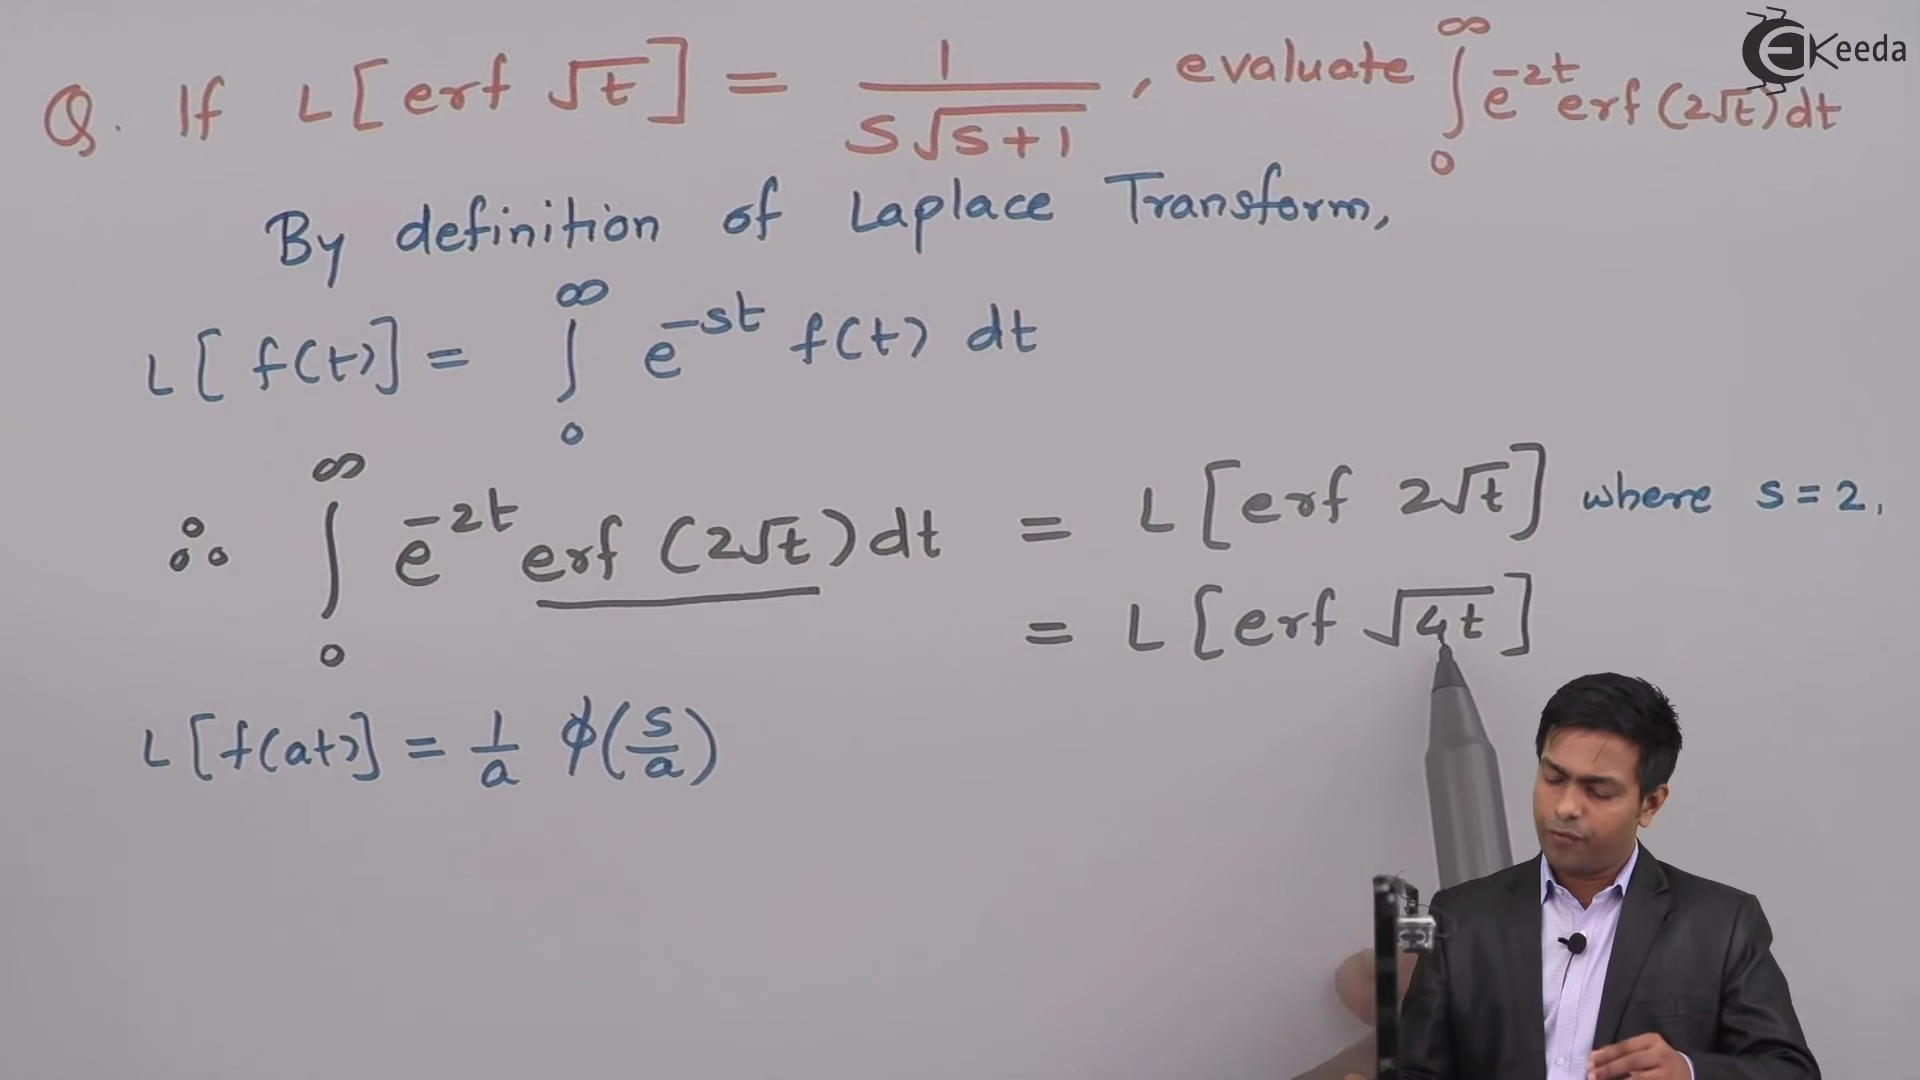 Q. If L[erf √t] = 1/(S√(S+1)), evaluate ∫₀^∞ e^(-2t) erf(2√t)dt
EKeeda
By definition of Laplace Transform,
L[f(t)] = ∫₀^∞ e^(-st) f(t) dt
∴ ∫₀^∞ e^(-2t) erf(2√t)dt = L[erf 2√t] where s=2,
= L[erf √(4t)]
L[f(at)] = 1/a φ(s/a)